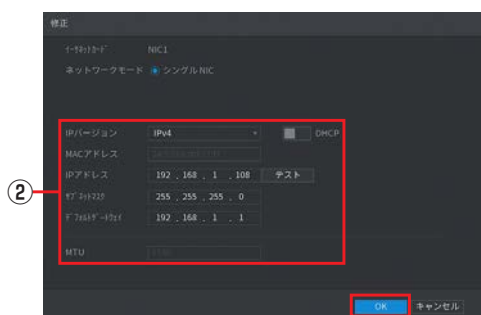 修正
イーサネットカード NIC1
ネットワークモード シングルNIC
IPバージョン IPv4 DMCP
MACアドレス
IPアドレス 192 . 168 . 1 . 108 テスト
② サブネットマスク 255 . 255 . 255 . 0
デフォルトゲートウェイ 192 . 168 . 1 . 1
MTU
OK キャンセル